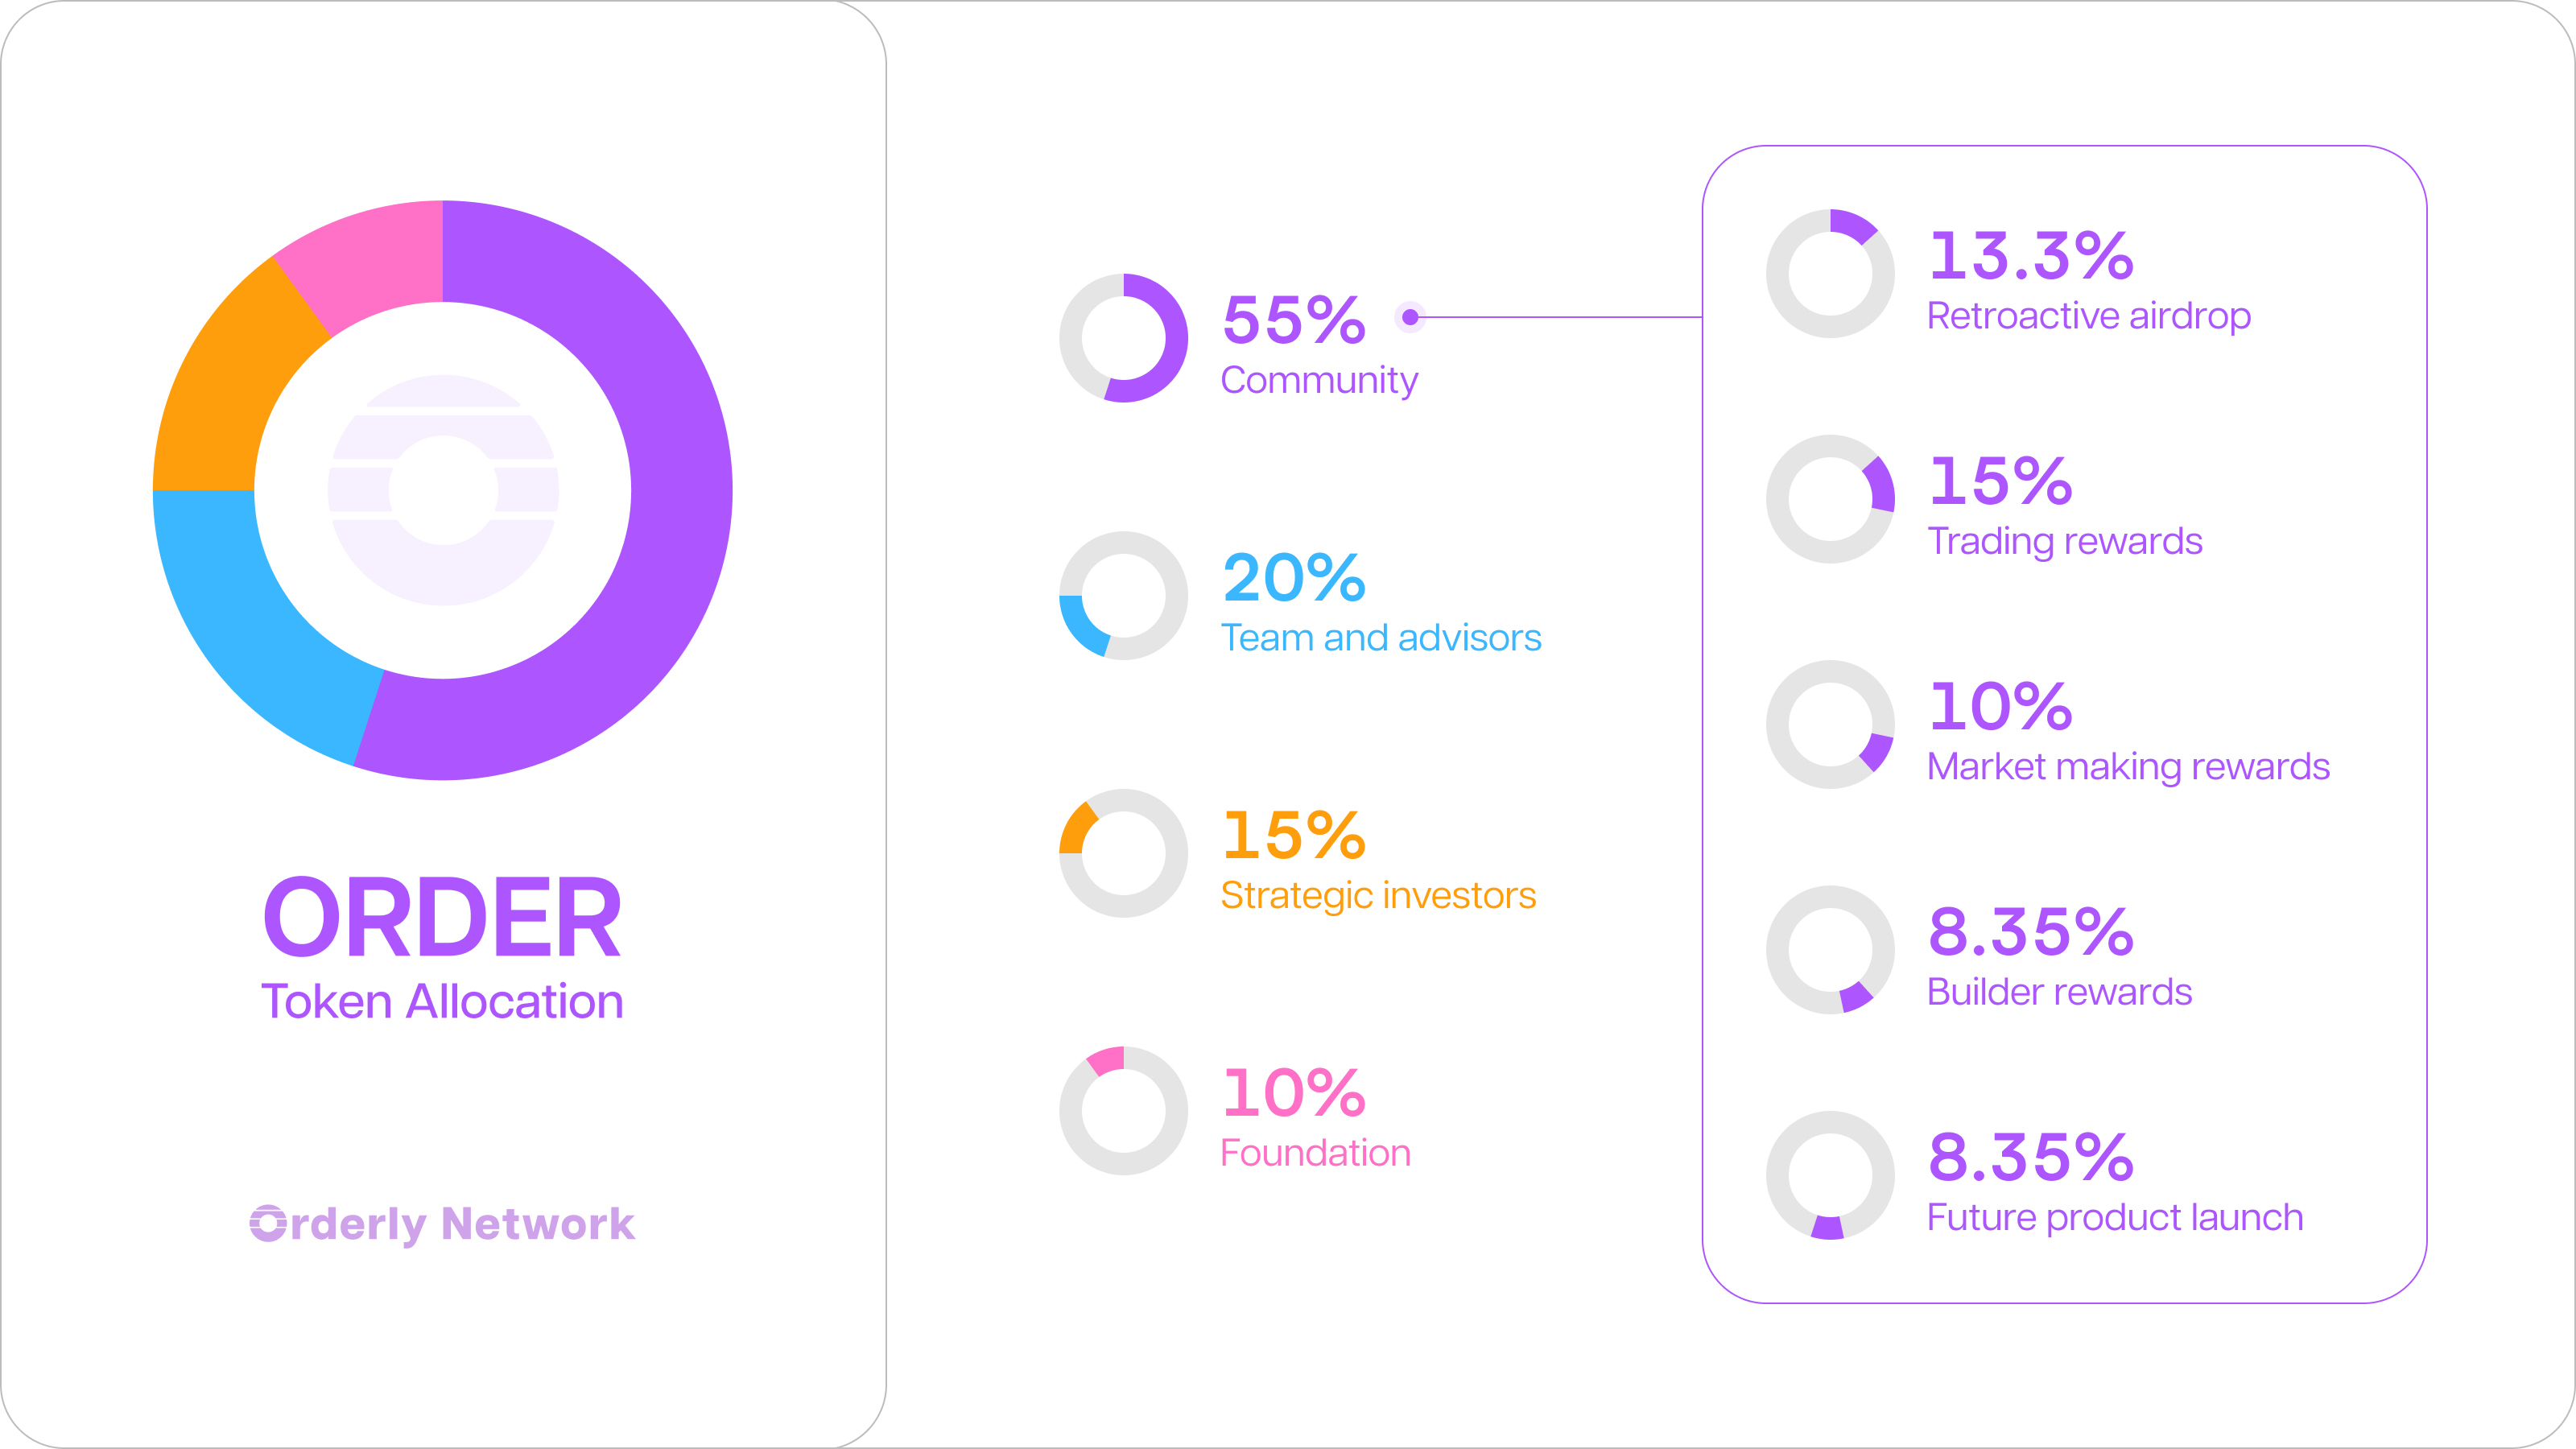 ORDER
Token Allocation
Orderly Network
55%
Community
20%
Team and advisors
15%
Strategic investors
10%
Foundation
13.3%
Retroactive airdrop
15%
Trading rewards
10%
Market making rewards
8.35%
Builder rewards
8.35%
Future product launch